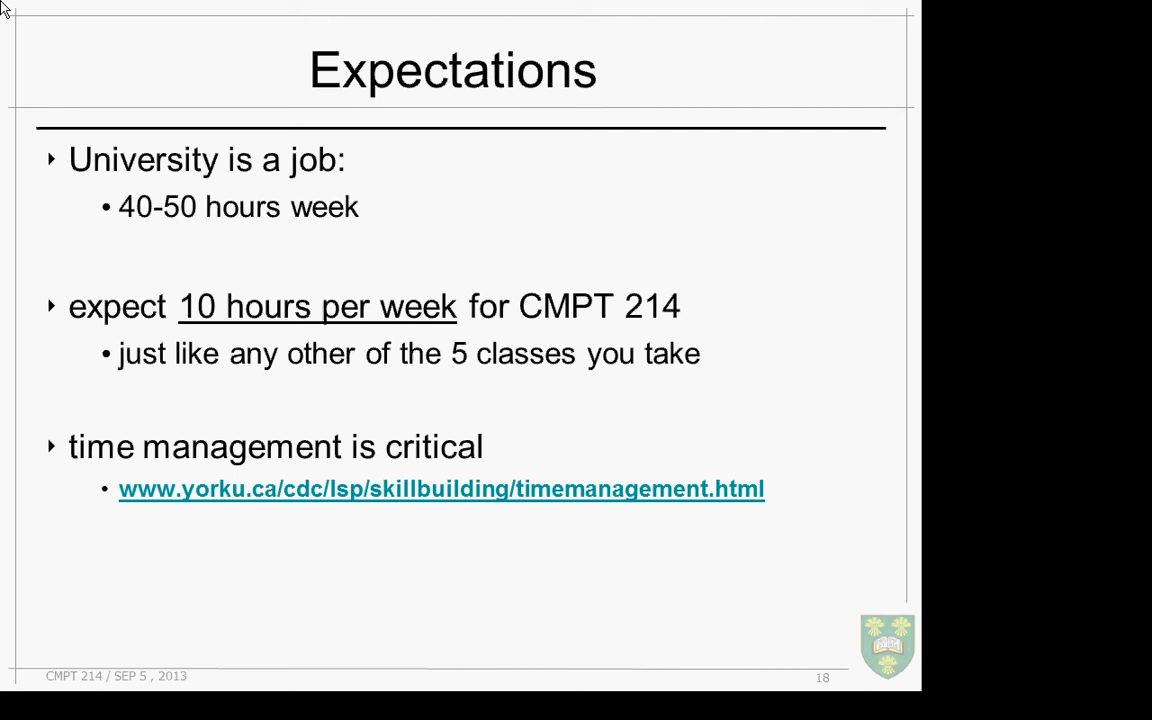 Expectations
‣ University is a job:
• 40-50 hours week
‣ expect 10 hours per week for CMPT 214
• just like any other of the 5 classes you take
‣ time management is critical
• www.yorku.ca/cdc/lsp/skillbuilding/timemanagement.html
CMPT 214 / SEP 5 , 2013
18